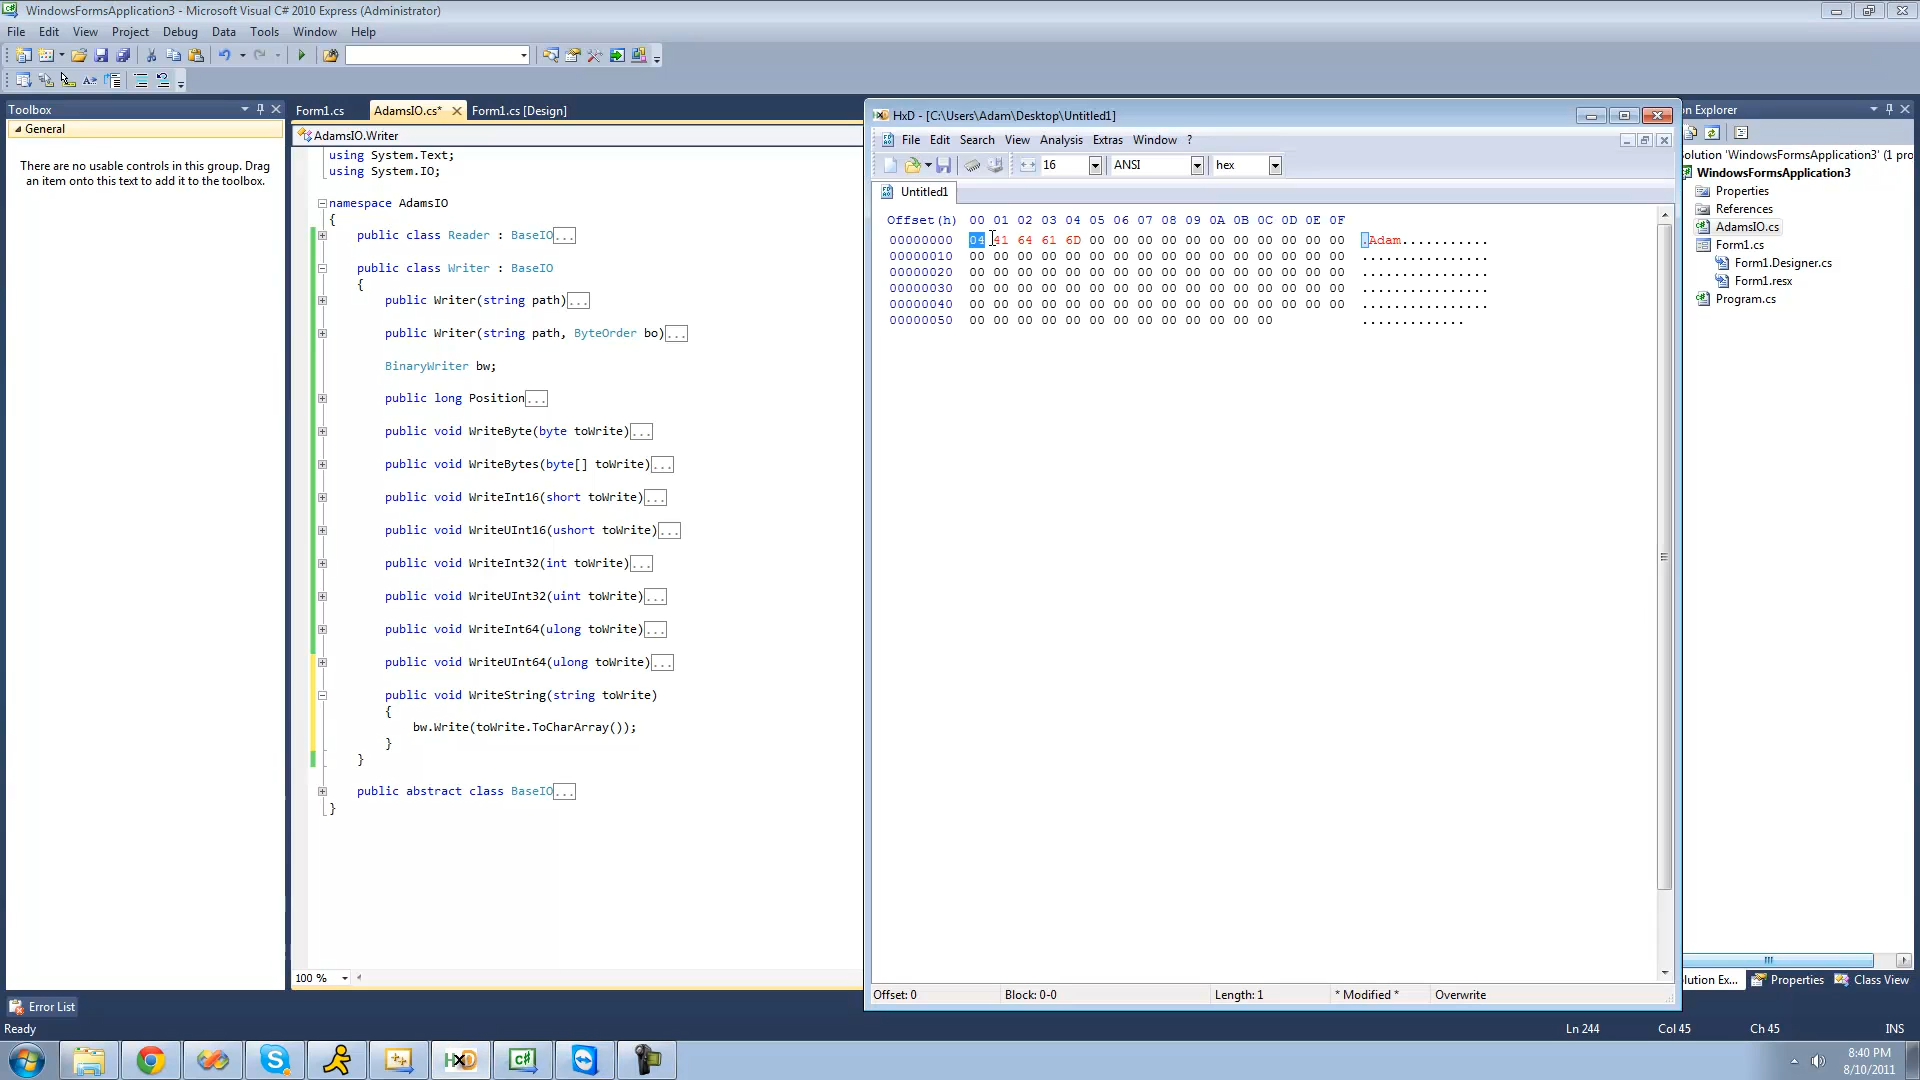 WindowsFormsApplication3 - Microsoft Visual C# 2010 Express (Administrator)
File Edit View Project Debug Data Tools Window Help
Toolbox
General
There are no usable controls in this group. Drag
an item onto this text to add it to the toolbox.
Form1.cs AdamsIO.cs* Form1.cs [Design]
AdamsIO.Writer
using System.Text;
using System.IO;
namespace AdamsIO
{
public class Reader : BaseIO...
public class Writer : BaseIO
{
public Writer(string path)...
public Writer(string path, ByteOrder bo)...
BinaryWriter bw;
public long Position...
public void WriteByte(byte toWrite)...
public void WriteBytes(byte[] toWrite)...
public void WriteInt16(short toWrite)...
public void WriteUInt16(ushort toWrite)...
public void WriteInt32(int toWrite)...
public void WriteUInt32(uint toWrite)...
public void WriteInt64(ulong toWrite)...
public void WriteUInt64(ulong toWrite)...
public void WriteString(string toWrite)
{
bw.Write(toWrite.ToCharArray());
}
}
public abstract class BaseIO...
}
100 %
HxD - [C:\Users\Adam\Desktop\Untitled1]
File Edit Search View Analysis Extras Window ?
16 ANSI hex
Untitled1
Offset(h) 00 01 02 03 04 05 06 07 08 09 0A 0B 0C 0D 0E 0F
00000000 04 41 64 61 6D 00 00 00 00 00 00 00 00 00 00 00 .Adam...........
00000010 00 00 00 00 00 00 00 00 00 00 00 00 00 00 00 00 ................
00000020 00 00 00 00 00 00 00 00 00 00 00 00 00 00 00 00 ................
00000030 00 00 00 00 00 00 00 00 00 00 00 00 00 00 00 00 ................
00000040 00 00 00 00 00 00 00 00 00 00 00 00 00 00 00 00 ................
00000050 00 00 00 00 00 00 00 00 00 00 00 00 00 .............
Offset: 0 Block: 0-0 Length: 1 * Modified * Overwrite
n Explorer
olution 'WindowsFormsApplication3' (1 pro
WindowsFormsApplication3
Properties
References
AdamsIO.cs
Form1.cs
Form1.Designer.cs
Form1.resx
Program.cs
lution Ex... Properties Class View
Error List
Ready Ln 244 Col 45 Ch 45 INS
8:40 PM
8/10/2011